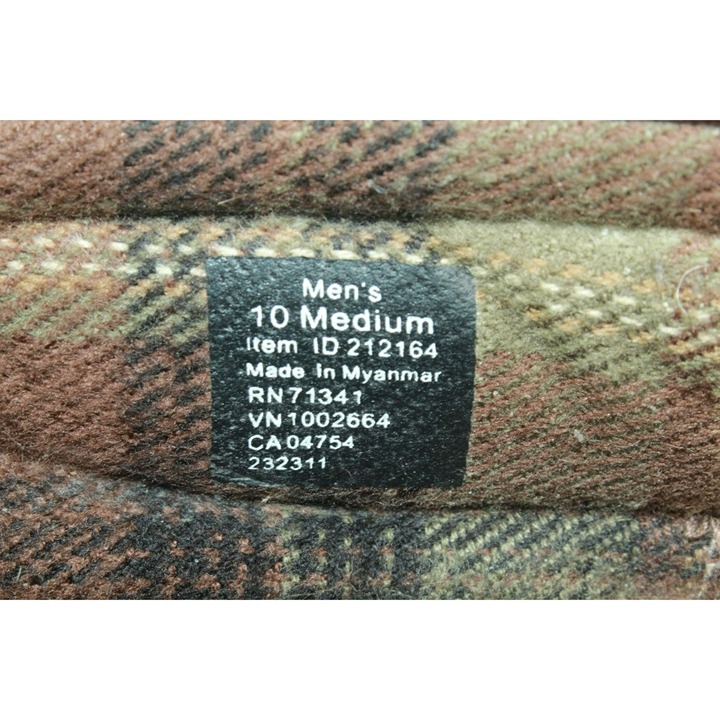 Men's
10 Medium
Item ID 212164
Made In Myanmar
RN 71341
VN 1002664
CA 04754
232311